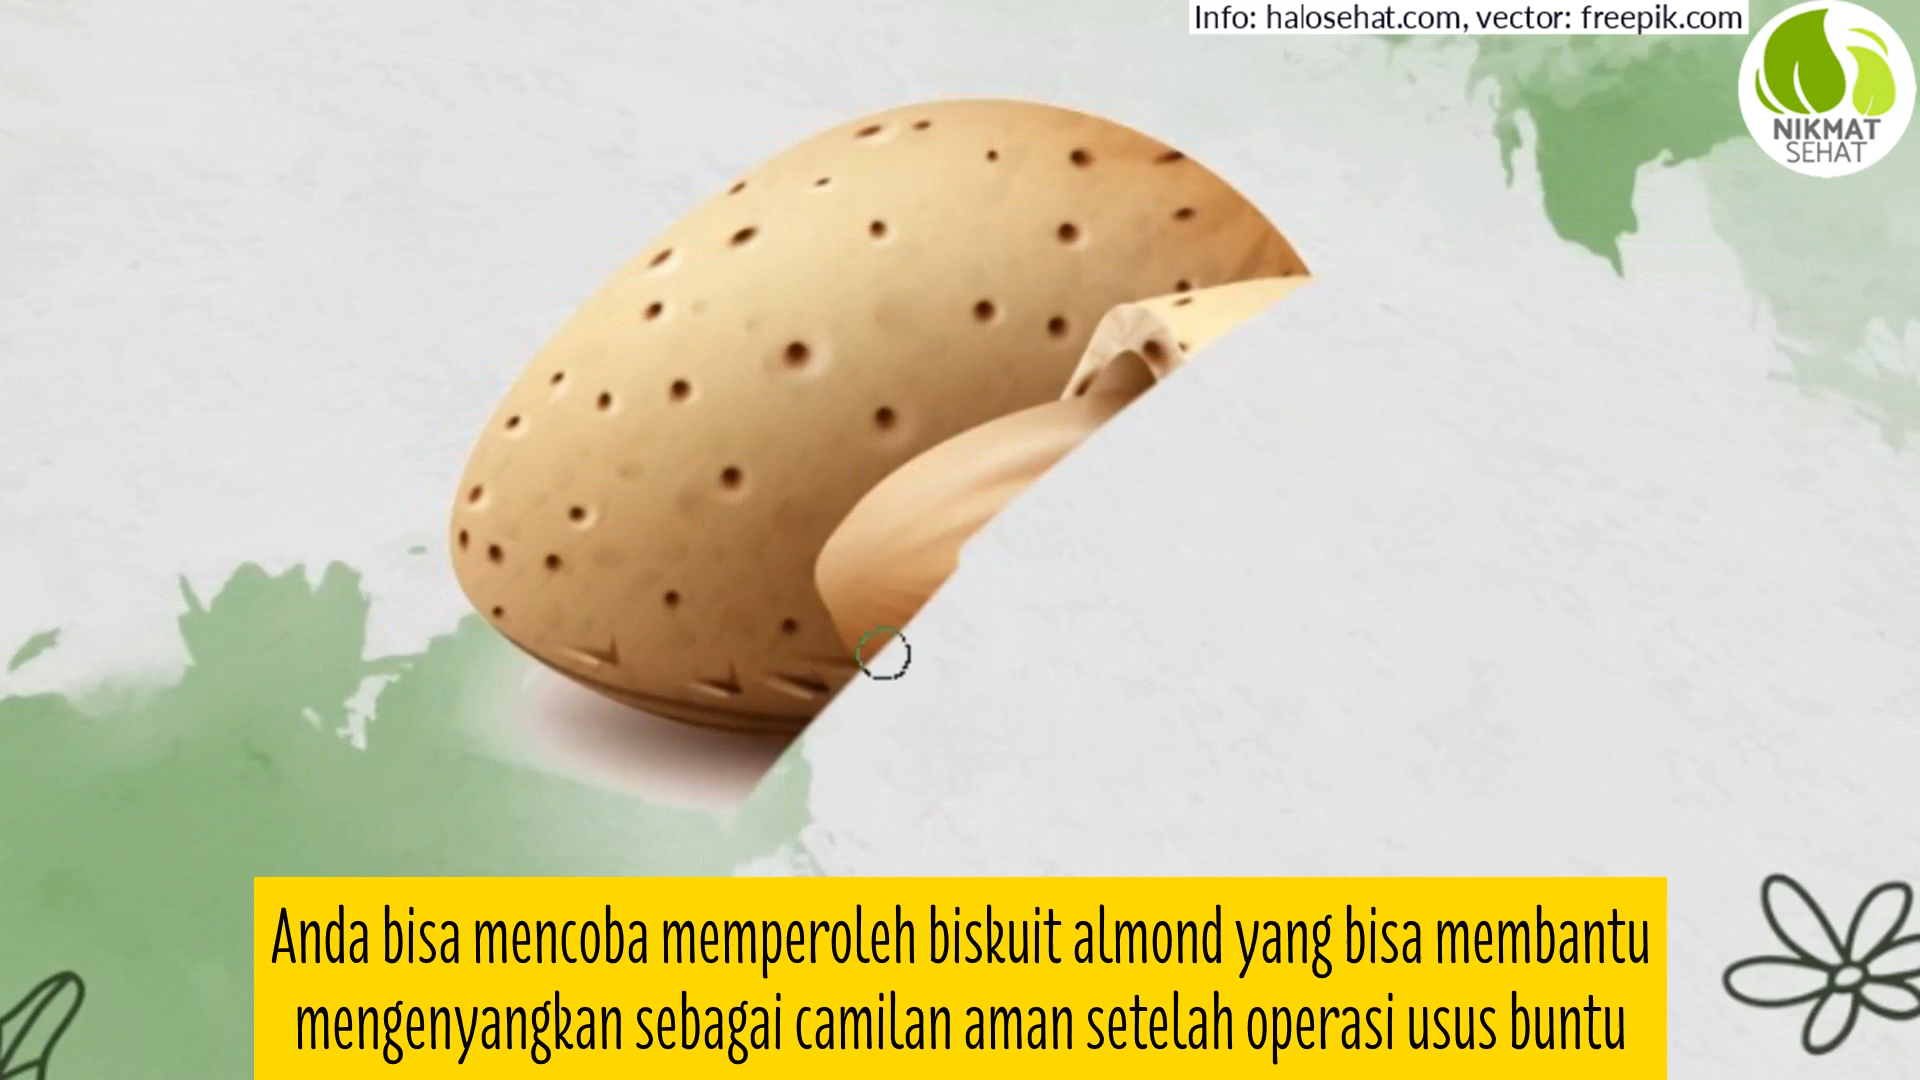 Info: halosehat.com, vector: freepik.com
NIKMAT
SEHAT
Anda bisa mencoba memperoleh biskuit almond yang bisa membantu
mengenyangkan sebagai camilan aman setelah operasi usus buntu